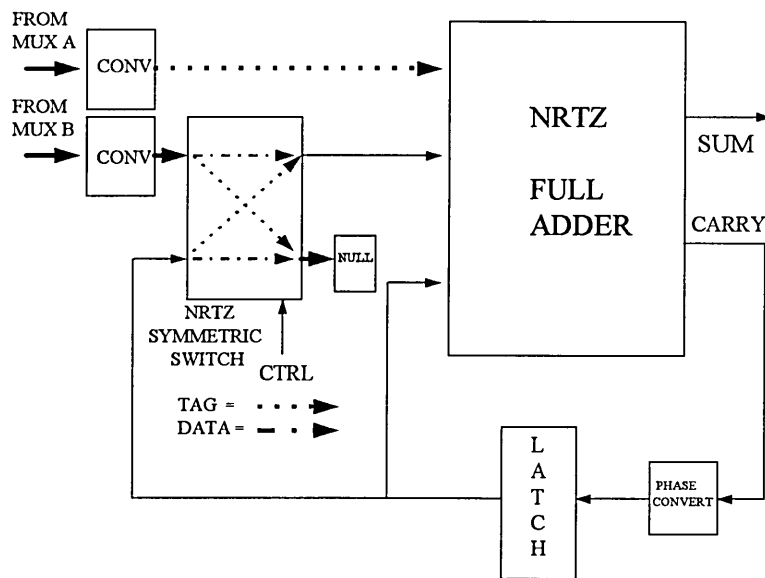 FROM
MUX A
CONV
FROM
MUX B
CONV
NRTZ
FULL
ADDER
SUM
CARRY
NULL
NRTZ
SYMMETRIC
SWITCH
CTRL
TAG =
DATA =
L
A
T
C
H
PHASE
CONVERT